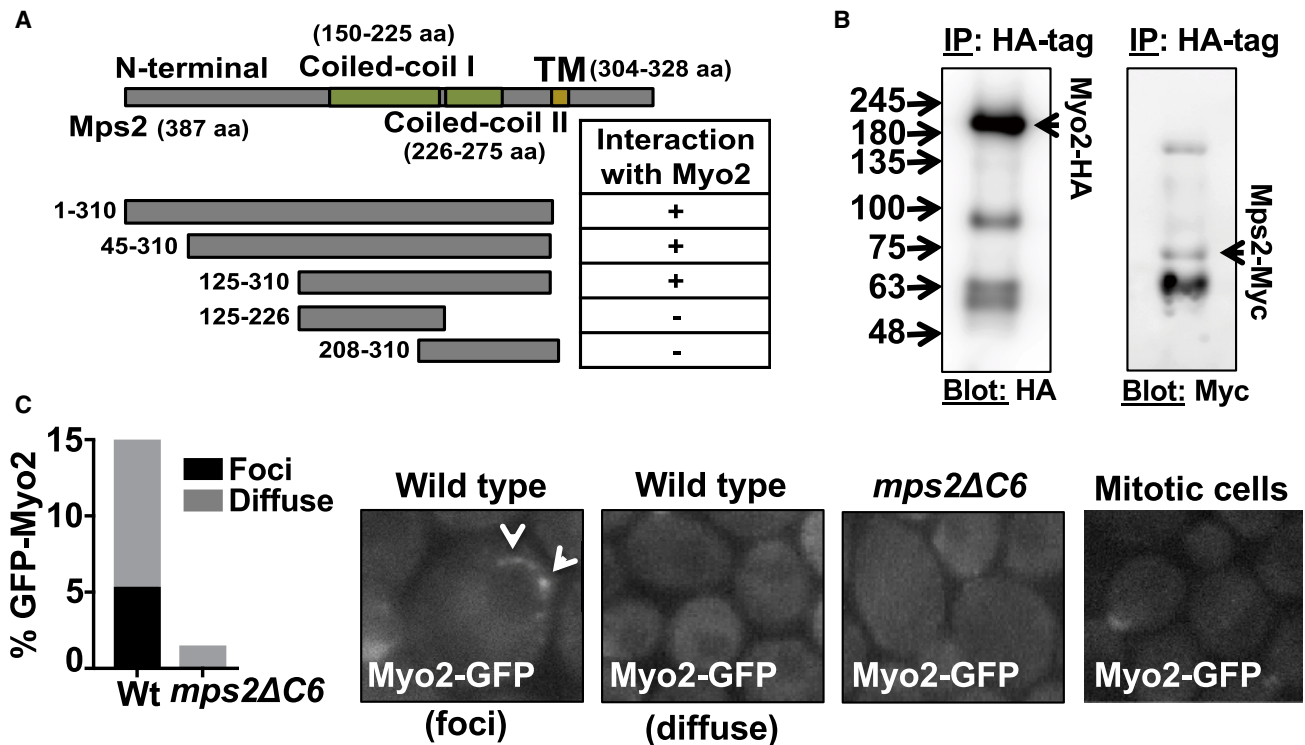 A
(150-225 aa)
N-terminal Coiled-coil I TM (304-328 aa)
Mps2 (387 aa) Coiled-coil II
(226-275 aa)
Interaction
with Myo2
1-310 +
45-310 +
125-310 +
125-226 -
208-310 -
B
IP: HA-tag
245
180
135
100
75
63
48
Myo2-HA
Blot: HA
IP: HA-tag
Mps2-Myc
Blot: Myc
C
% GFP-Myo2
15
10
5
0
Foci
Diffuse
Wt mps2ΔC6
Wild type
Myo2-GFP
(foci)
Wild type
Myo2-GFP
(diffuse)
mps2ΔC6
Myo2-GFP
Mitotic cells
Myo2-GFP